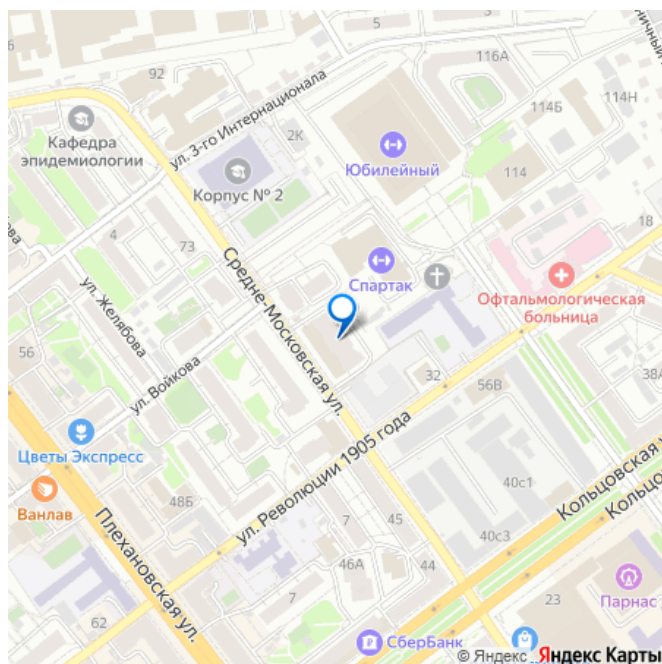 5
6
5
116А
92
114Б
114Н
ул. 3-го Интернационала
2К
Кафедра
эпидемиологии
Юбилейный
Корпус № 2
114
18
4
73
Средне-Московская ул.
Спартак
Офтальмологическая
больница
ул. Желябова
56
ул. Войкова
32
56В
38А
Цветы Экспресс
ул. Революции 1905 года
Ванлав
48Б
40с1
Кольцовская
Плехановская ул.
7
45
40с3
46А
44
62
7
23
Парнас
СберБанк
© Яндекс
Яндекс Карты